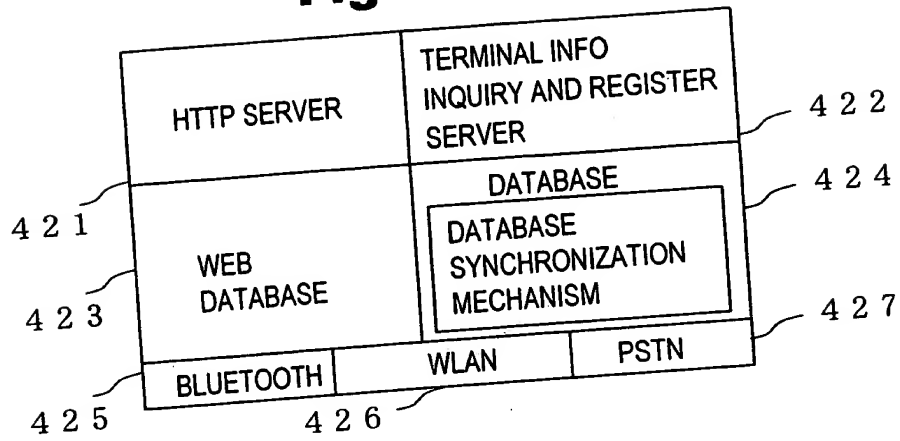 Fig
HTTP SERVER
TERMINAL INFO
INQUIRY AND REGISTER
SERVER
422
421
WEB
DATABASE
423
DATABASE
424
DATABASE
SYNCHRONIZATION
MECHANISM
BLUETOOTH
WLAN
PSTN
427
425
426